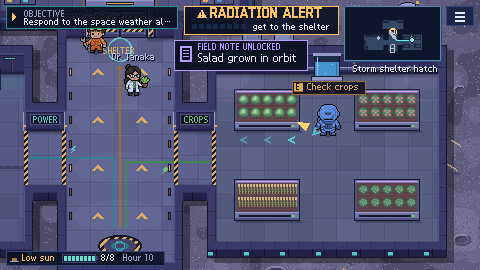 OBJECTIVE
Respond to the space weather al…
RADIATION ALERT
get to the shelter
FIELD NOTE UNLOCKED
Salad grown in orbit
SHELTER
Dr. Tanaka
Storm shelter hatch
E Check crops
POWER
CROPS
Low sun
8/8
Hour 10